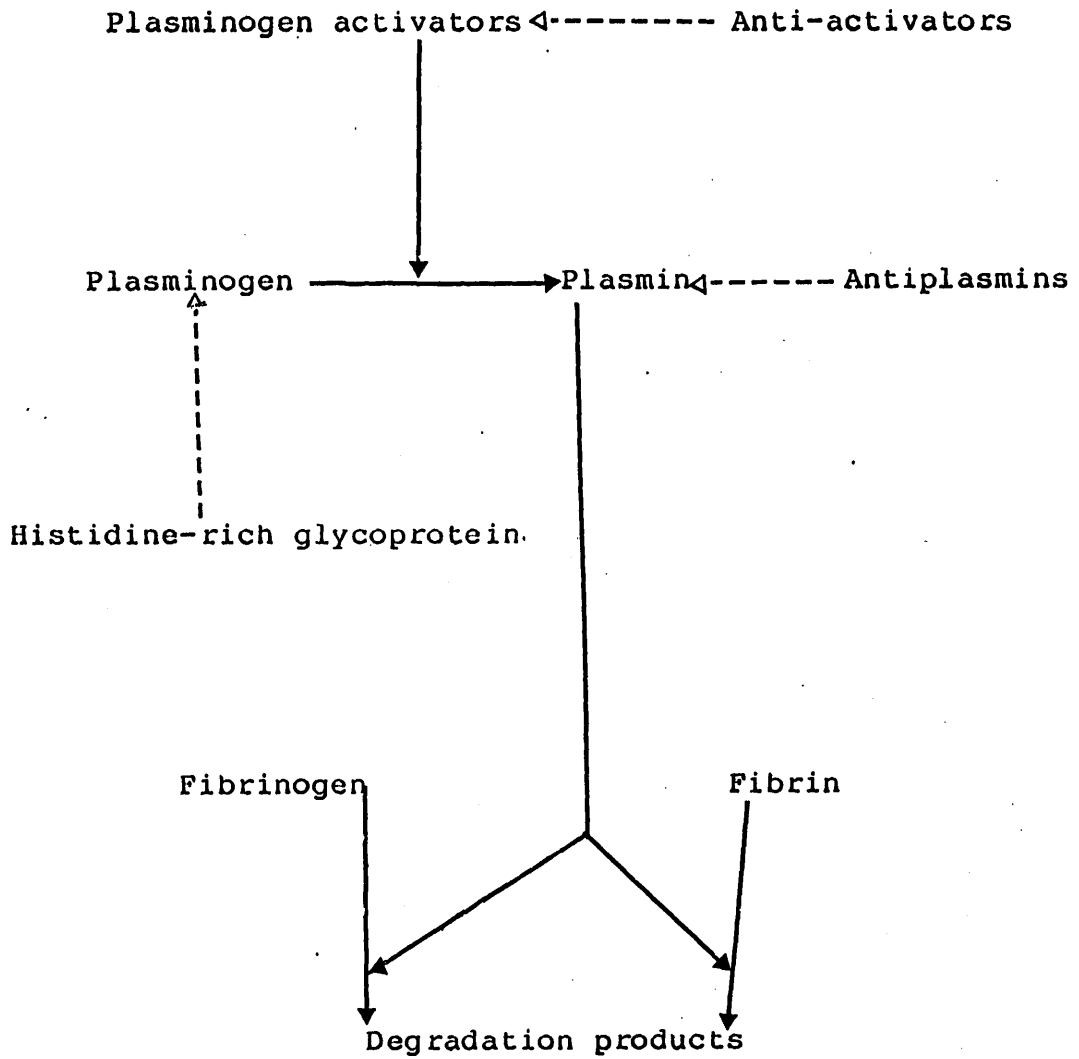 Plasminogen activators Anti-activators
Plasminogen Plasmin Antiplasmins
Histidine-rich glycoprotein
Fibrinogen Fibrin
Degradation products